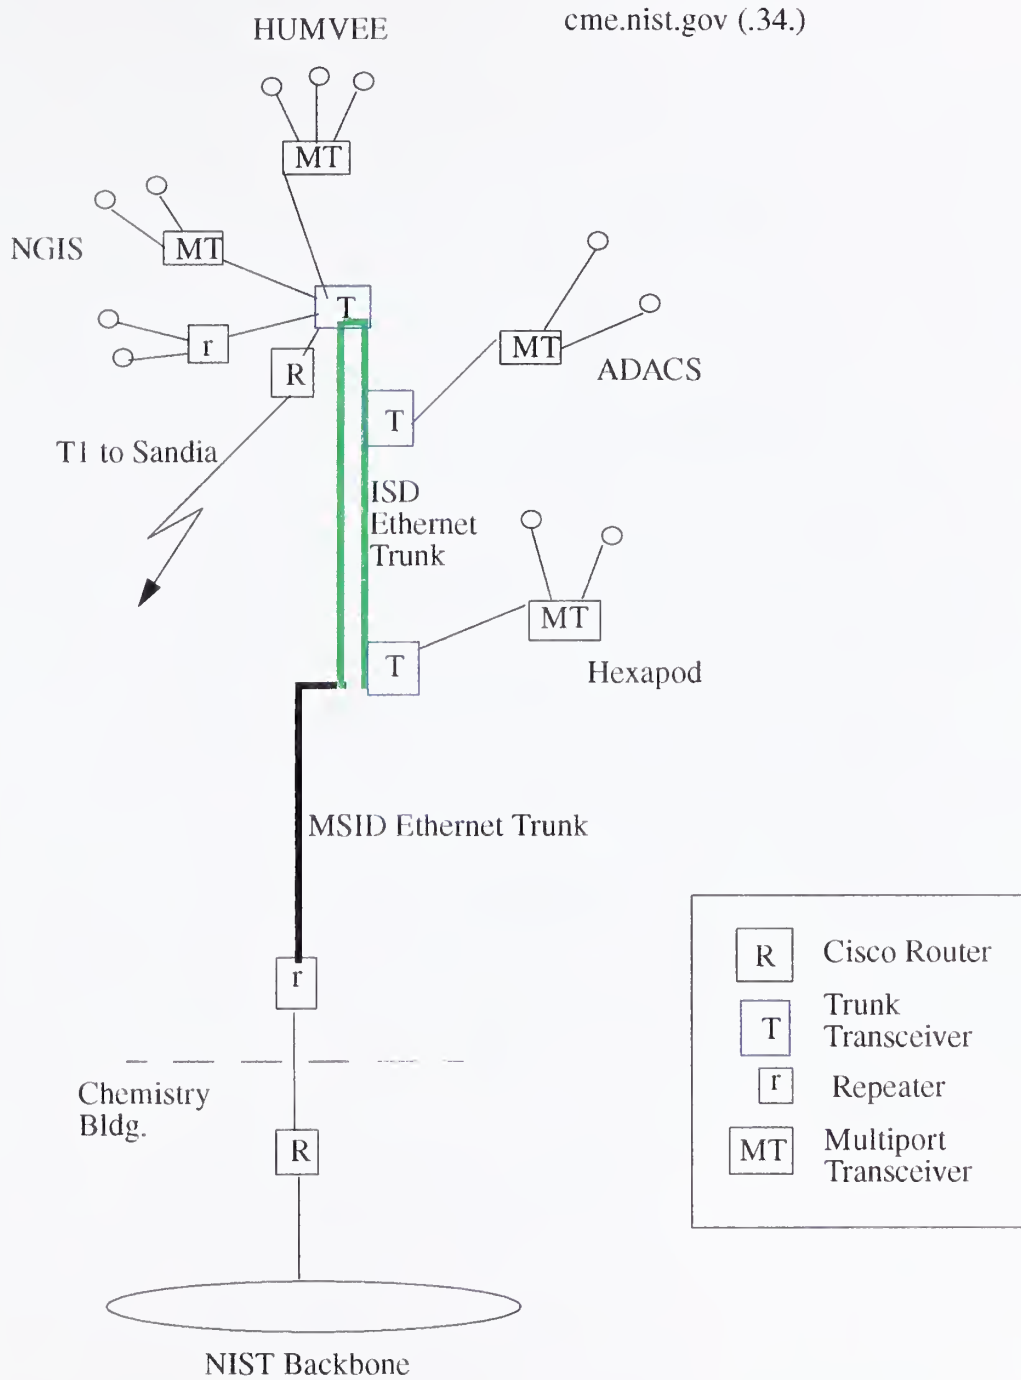 cme.nist.gov (.34.)
HUMVEE
MT
NGIS
MT
T
r
R
MT
ADACS
T
T1 to Sandia
ISD
Ethernet
Trunk
MT
T
Hexapod
MSID Ethernet Trunk
r
Chemistry
Bldg.
R
NIST Backbone
R Cisco Router
T Trunk
Transceiver
r Repeater
MT Multiport
Transceiver